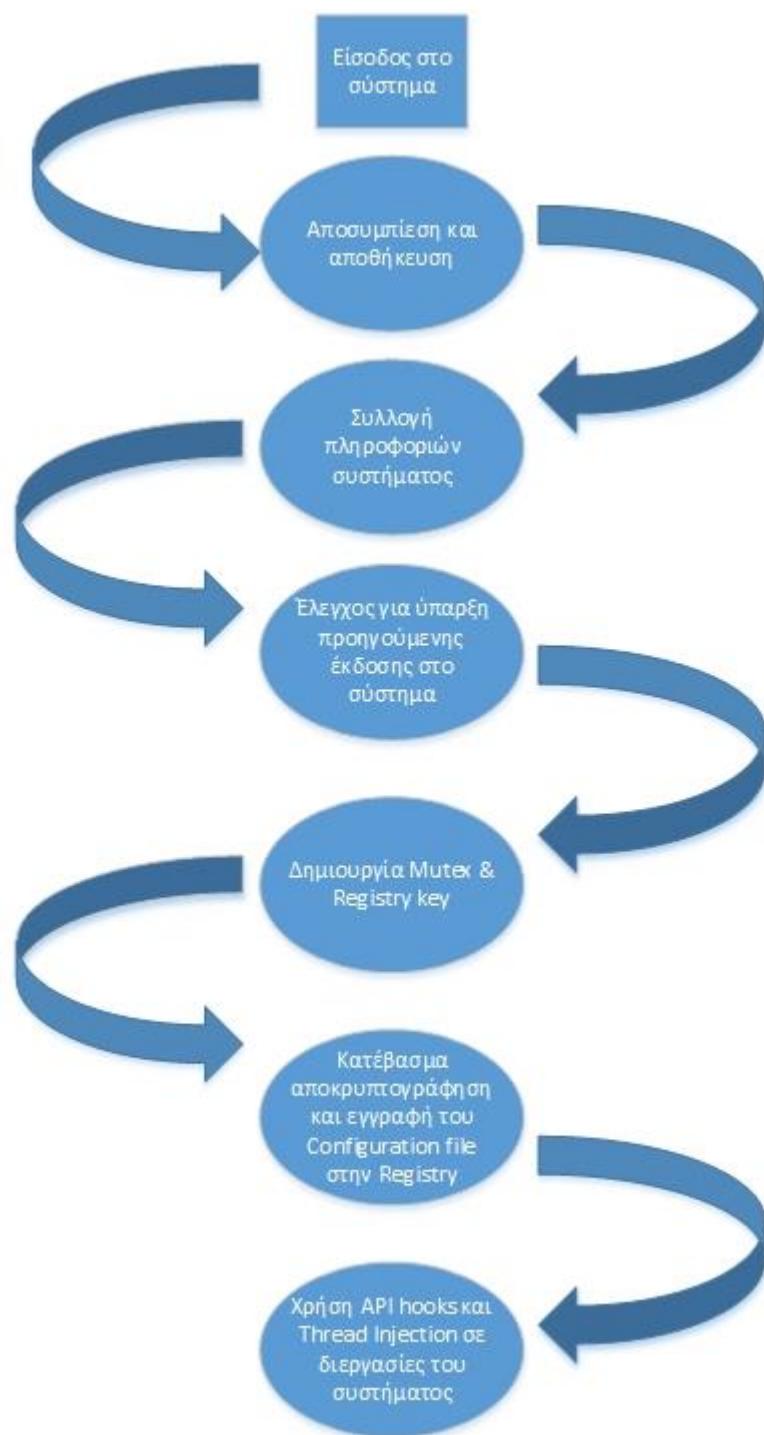 Είσοδος στο
σύστημα
Αποσυμπίεση και
αποθήκευση
Συλλογή
πληροφοριών
συστήματος
Έλεγχος για ύπαρξη
προηγούμενης
έκδοσης στο
σύστημα
Δημιουργία Mutex &
Registry key
Κατέβασμα
αποκρυπτογράφηση
και εγγραφή του
Configuration file
στην Registry
Χρήση API hooks και
Thread Injection σε
διεργασίες του
συστήματος